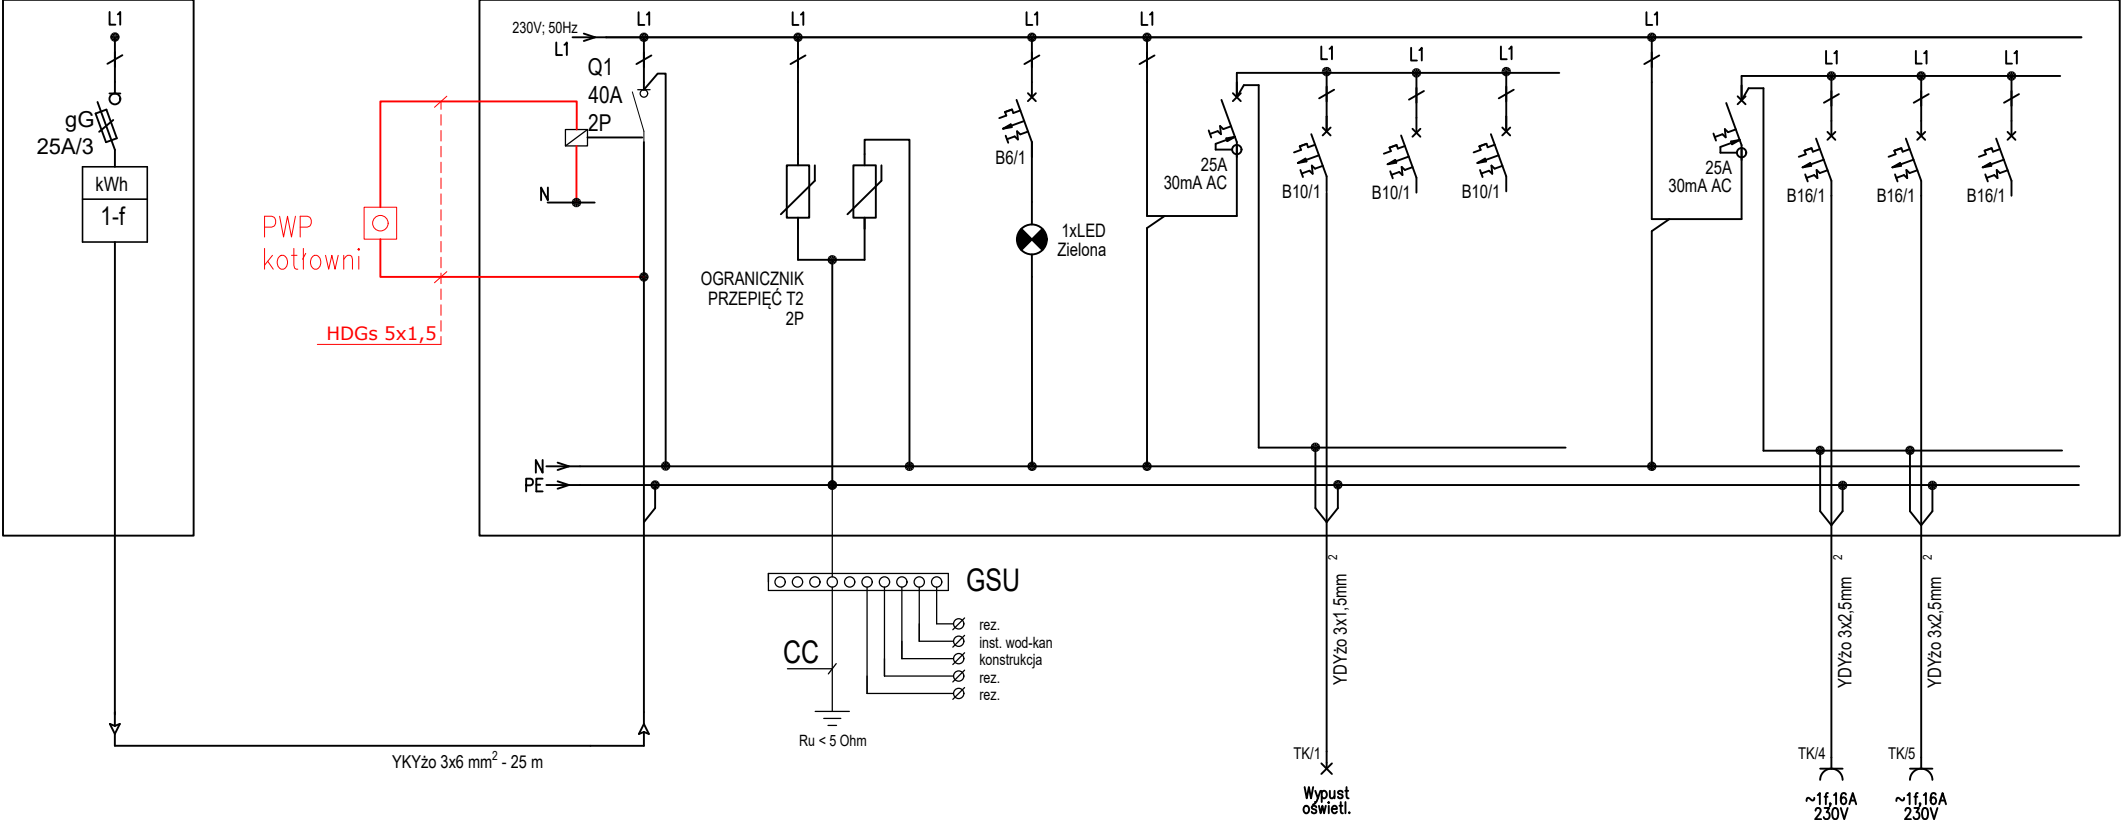 L1
gG
25A/3
kWh
1-f
PWP
kotłowni
HDGs 5x1,5
230V; 50Hz
L1
L1
Q1
40A
2P
N
L1
OGRANICZNIK
PRZEPIĘĆ T2
2P
L1
B6/1
1xLED
Zielona
L1
25A
30mA AC
L1
B10/1
L1
B10/1
L1
B10/1
L1
25A
30mA AC
L1
B16/1
L1
B16/1
L1
B16/1
N
PE
GSU
rez.
inst. wod-kan
konstrukcja
rez.
rez.
CC
Ru < 5 Ohm
YKYżo 3x6 mm² - 25 m
YDYżo 3x1,5mm²
TK/1
Wypust
oświetl.
YDYżo 3x2,5mm²
TK/4
~1f,16A
230V
YDYżo 3x2,5mm²
TK/5
~1f,16A
230V